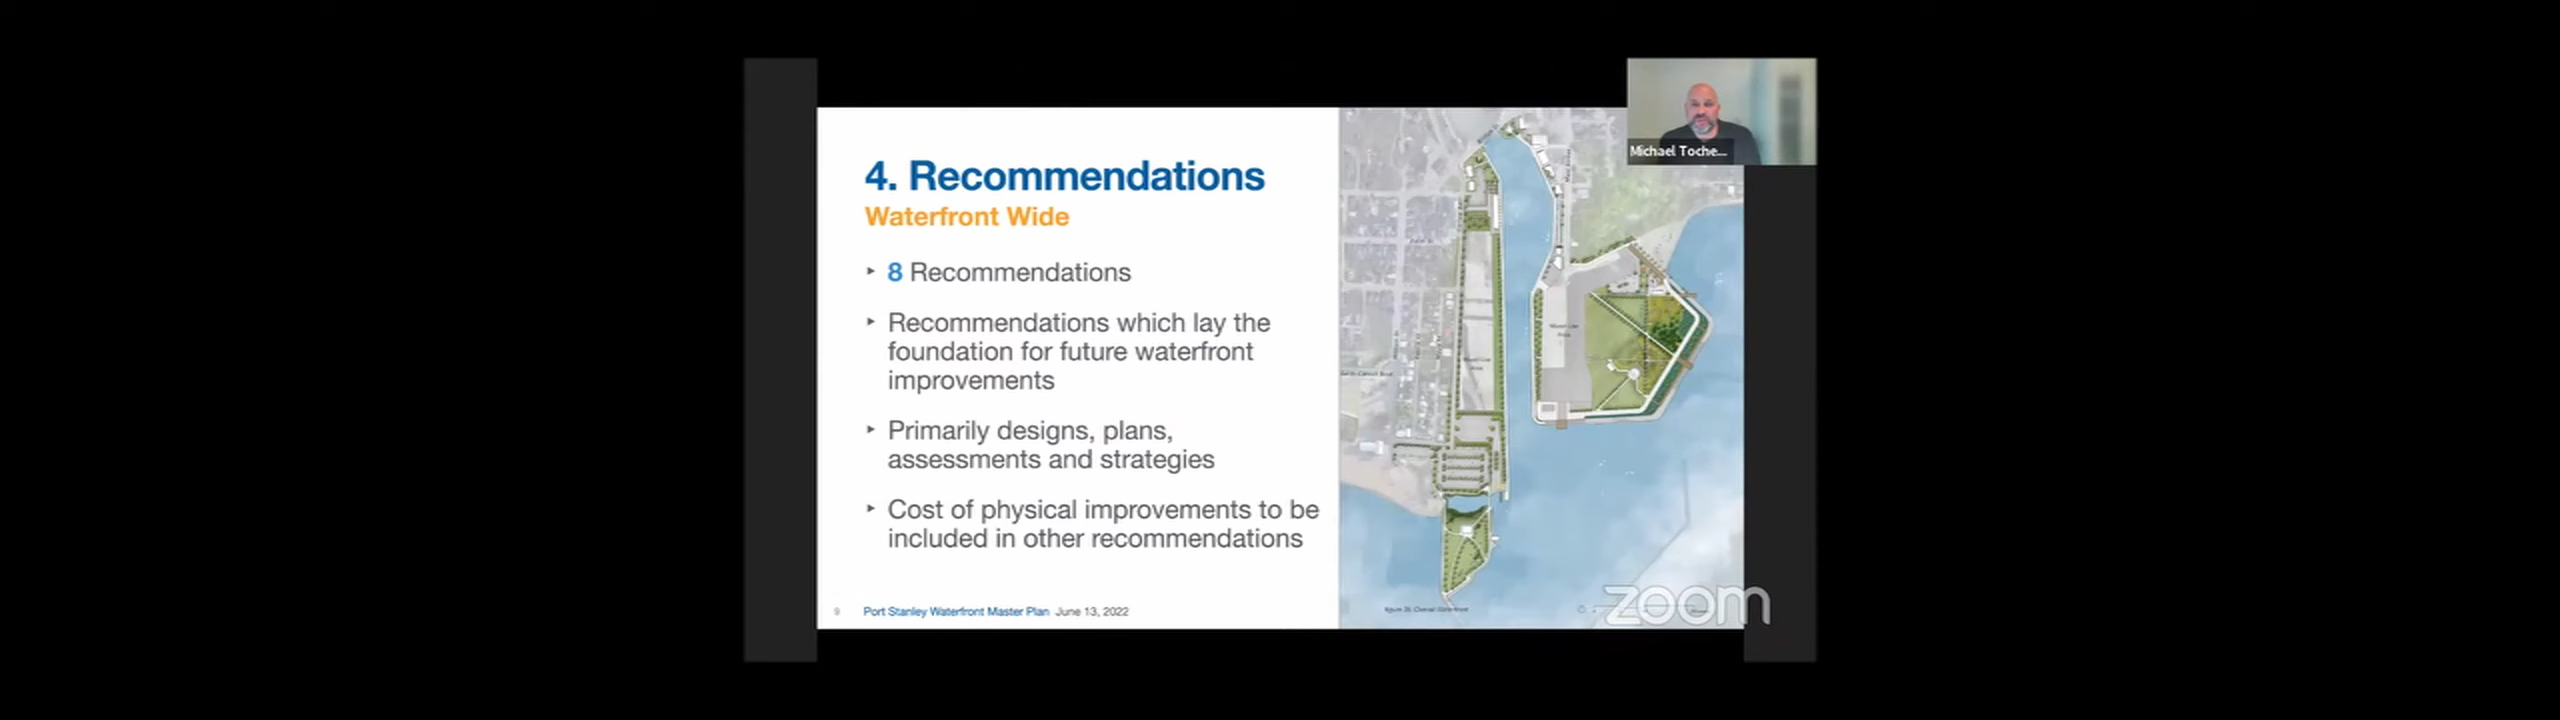 Michael Toche...
4. Recommendations
Waterfront Wide
‣ 8 Recommendations
‣ Recommendations which lay the
foundation for future waterfront
improvements
‣ Primarily designs, plans,
assessments and strategies
‣ Cost of physical improvements to be
included in other recommendations
9 Port Stanley Waterfront Master Plan June 13, 2022
zoom